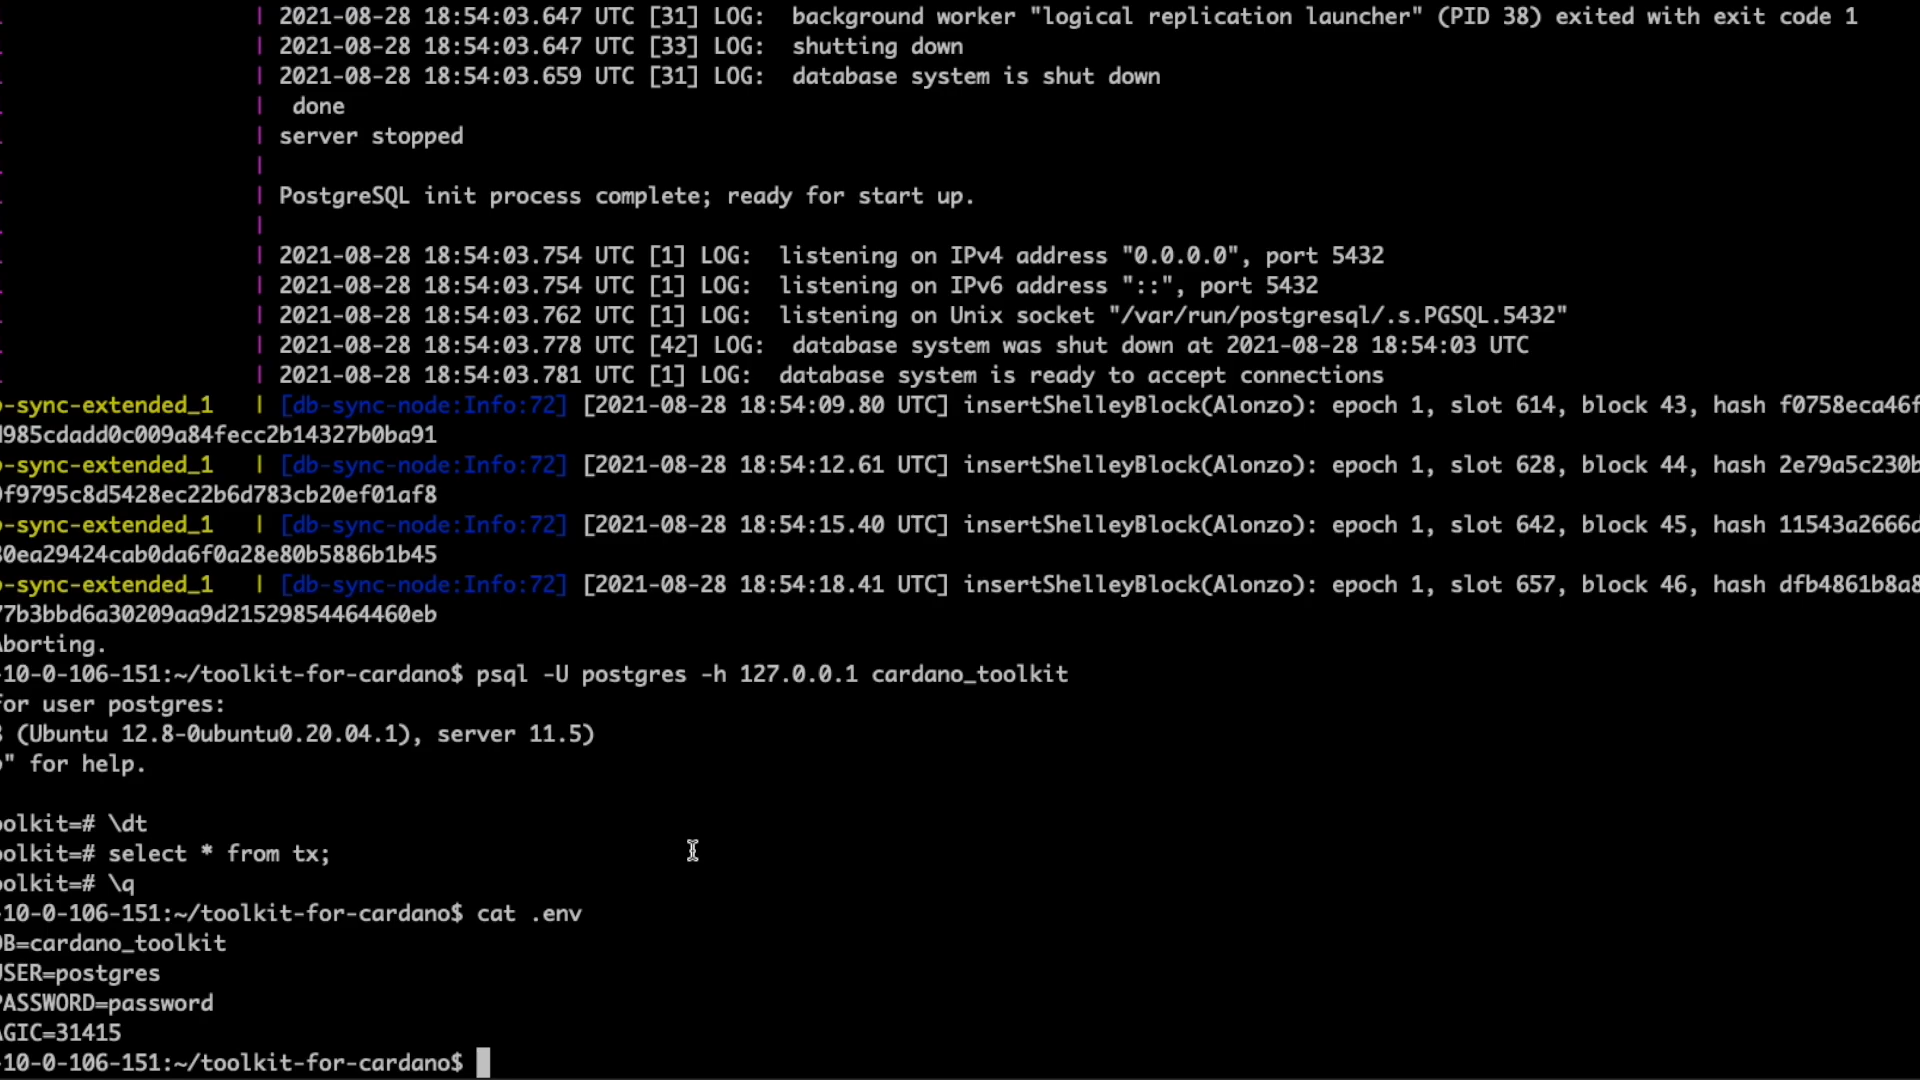 | 2021-08-28 18:54:03.647 UTC [31] LOG:  background worker "logical replication launcher" (PID 38) exited with exit code 1
| 2021-08-28 18:54:03.647 UTC [33] LOG:  shutting down
| 2021-08-28 18:54:03.659 UTC [31] LOG:  database system is shut down
|  done
| server stopped
|
| PostgreSQL init process complete; ready for start up.
|
| 2021-08-28 18:54:03.754 UTC [1] LOG:  listening on IPv4 address "0.0.0.0", port 5432
| 2021-08-28 18:54:03.754 UTC [1] LOG:  listening on IPv6 address "::", port 5432
| 2021-08-28 18:54:03.762 UTC [1] LOG:  listening on Unix socket "/var/run/postgresql/.s.PGSQL.5432"
| 2021-08-28 18:54:03.778 UTC [42] LOG:  database system was shut down at 2021-08-28 18:54:03 UTC
| 2021-08-28 18:54:03.781 UTC [1] LOG:  database system is ready to accept connections
-sync-extended_1   | [db-sync-node:Info:72] [2021-08-28 18:54:09.80 UTC] insertShelleyBlock(Alonzo): epoch 1, slot 614, block 43, hash f0758eca46f
985cdadd0c009a84fecc2b14327b0ba91
-sync-extended_1   | [db-sync-node:Info:72] [2021-08-28 18:54:12.61 UTC] insertShelleyBlock(Alonzo): epoch 1, slot 628, block 44, hash 2e79a5c230b
f9795c8d5428ec22b6d783cb20ef01af8
-sync-extended_1   | [db-sync-node:Info:72] [2021-08-28 18:54:15.40 UTC] insertShelleyBlock(Alonzo): epoch 1, slot 642, block 45, hash 11543a2666d
0ea29424cab0da6f0a28e80b5886b1b45
-sync-extended_1   | [db-sync-node:Info:72] [2021-08-28 18:54:18.41 UTC] insertShelleyBlock(Alonzo): epoch 1, slot 657, block 46, hash dfb4861b8a8
7b3bbd6a30209aa9d21529854464460eb
Aborting.
-10-0-106-151:~/toolkit-for-cardano$ psql -U postgres -h 127.0.0.1 cardano_toolkit
for user postgres:
(Ubuntu 12.8-0ubuntu0.20.04.1), server 11.5)
" for help.
oolkit=# \dt
oolkit=# select * from tx;
oolkit=# \q
-10-0-106-151:~/toolkit-for-cardano$ cat .env
DB=cardano_toolkit
USER=postgres
PASSWORD=password
AGIC=31415
-10-0-106-151:~/toolkit-for-cardano$